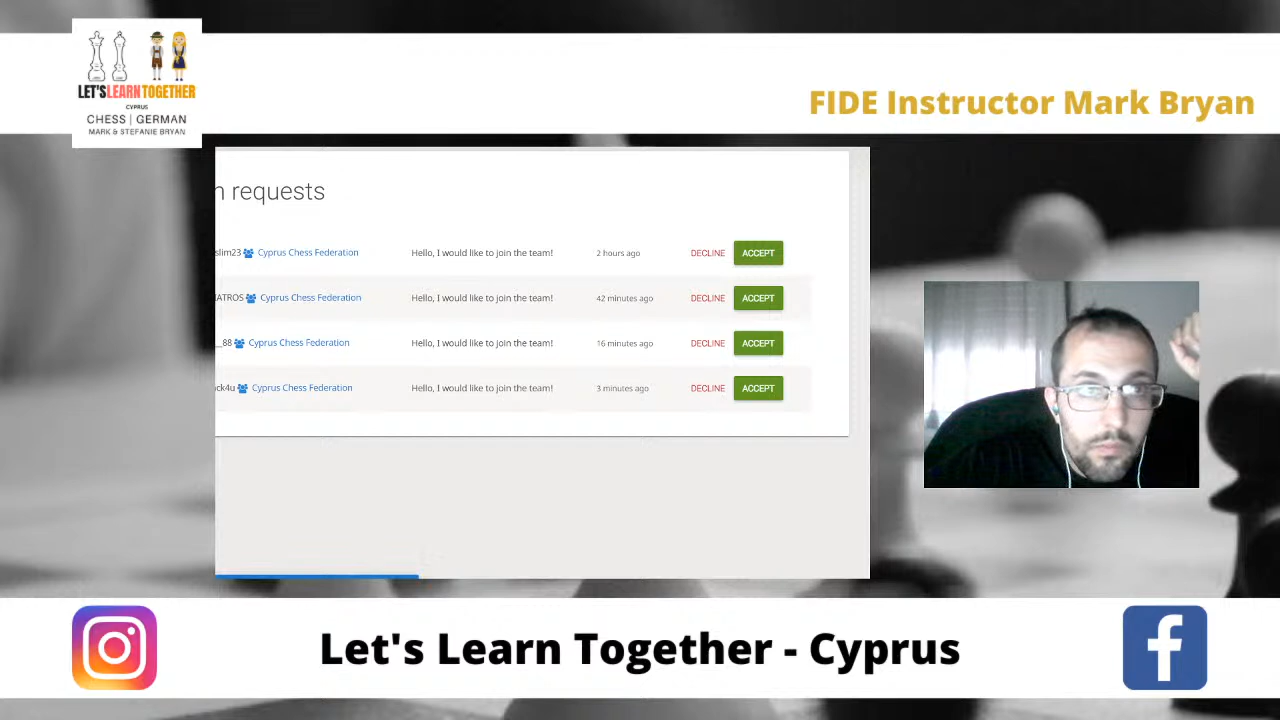 LET'S LEARN TOGETHER
CYPRUS
CHESS | GERMAN
MARK & STEFANIE BRYAN
FIDE Instructor Mark Bryan
requests
slim23 Cyprus Chess Federation Hello, I would like to join the team! 2 hours ago DECLINE ACCEPT
ATROS Cyprus Chess Federation Hello, I would like to join the team! 42 minutes ago DECLINE ACCEPT
_88 Cyprus Chess Federation Hello, I would like to join the team! 16 minutes ago DECLINE ACCEPT
ck4u Cyprus Chess Federation Hello, I would like to join the team! 3 minutes ago DECLINE ACCEPT
Let's Learn Together - Cyprus